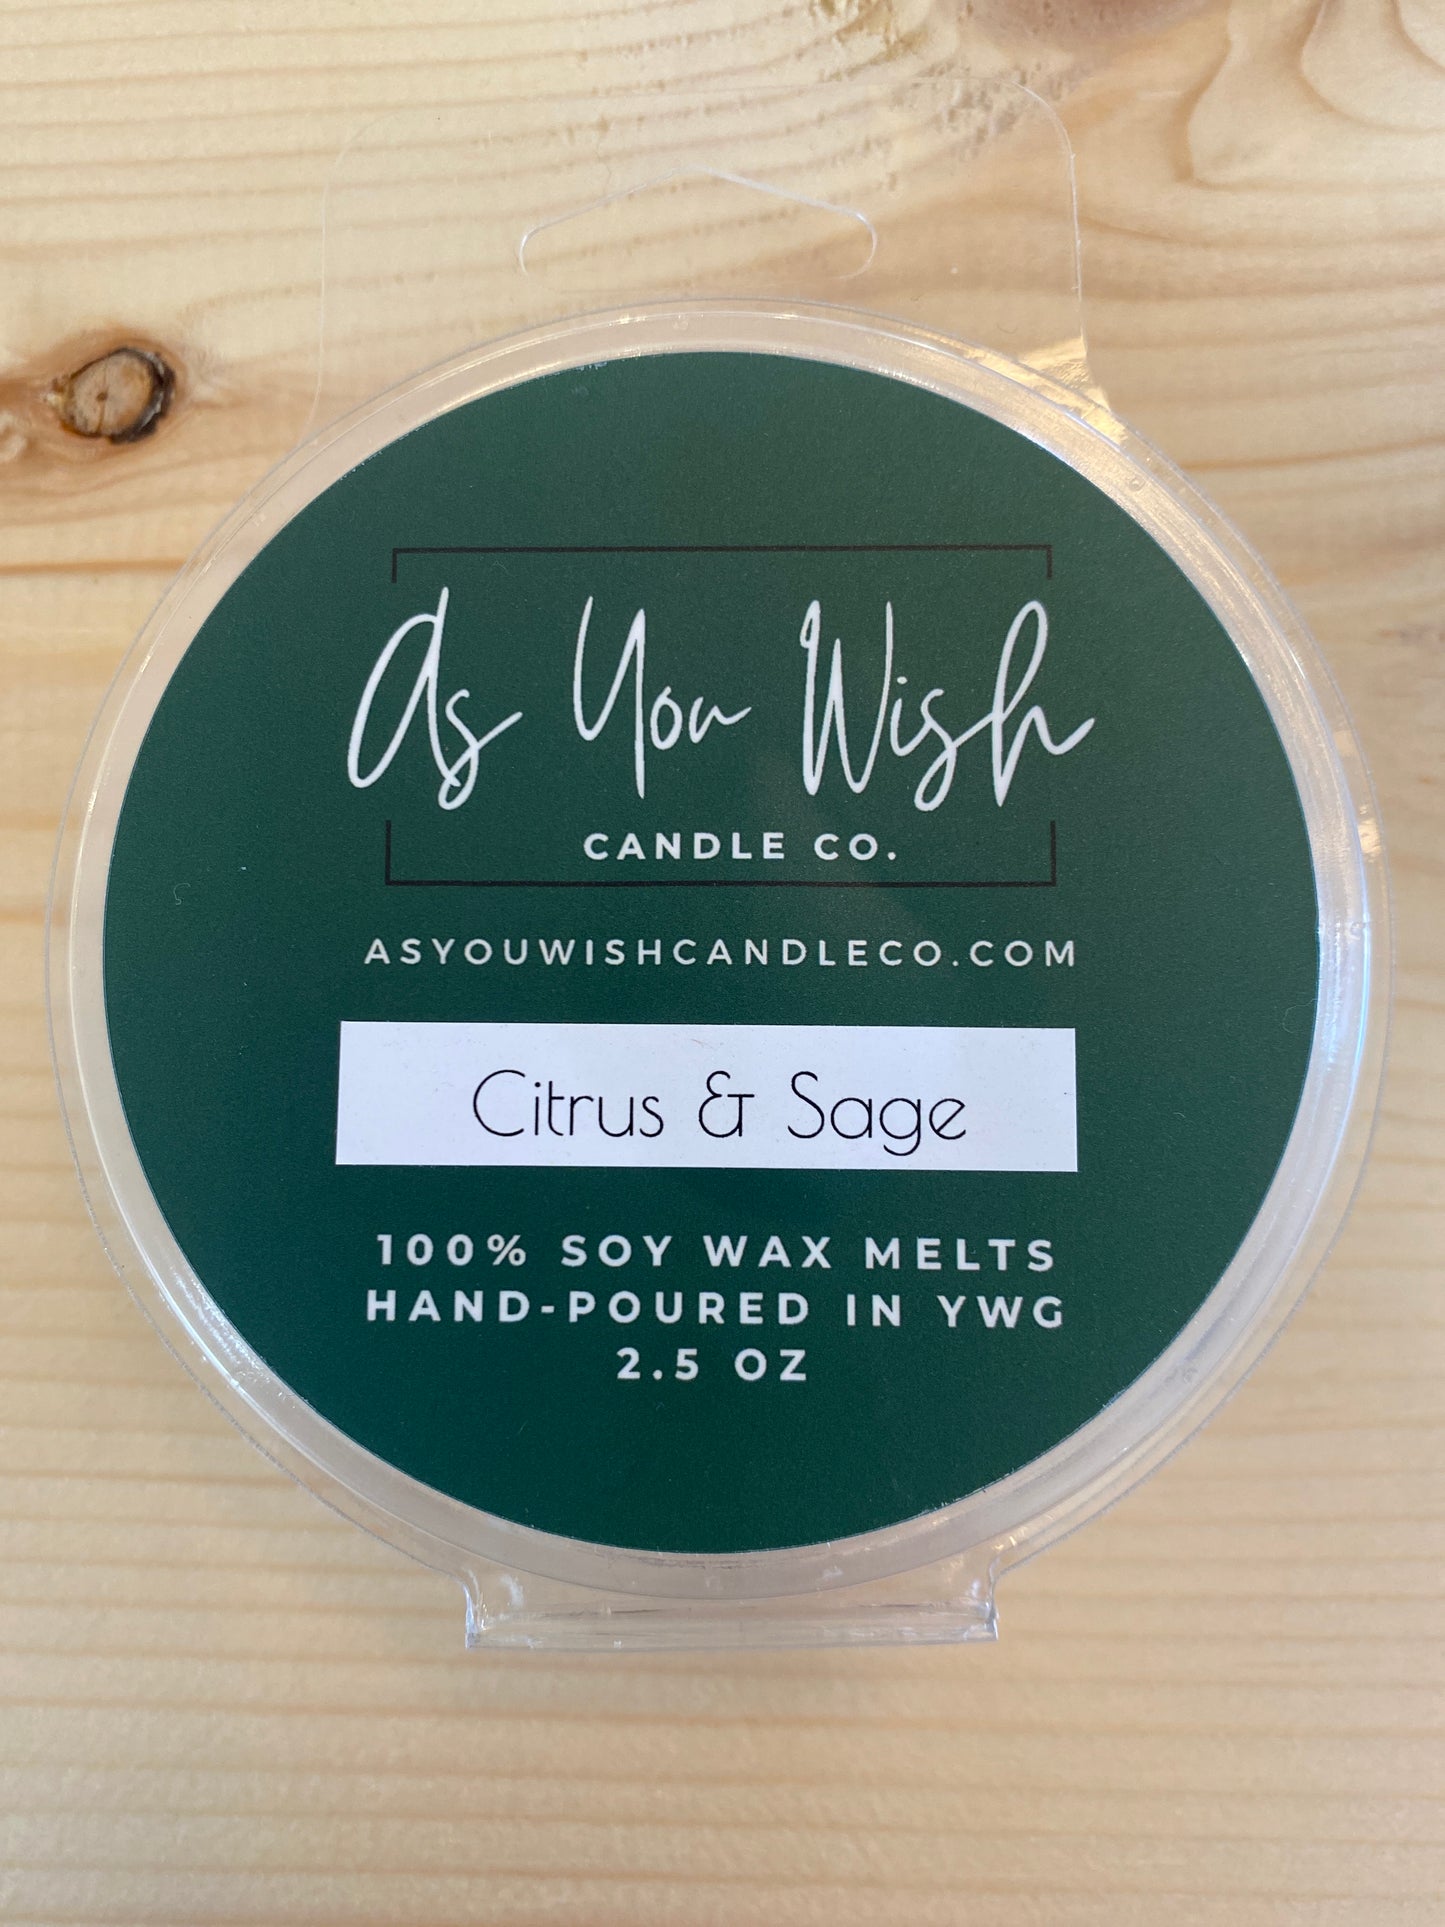 As You Wish
CANDLE CO.
ASYOUWISHCANDLECO.COM
Citrus & Sage
100% SOY WAX MELTS
HAND-POURED IN YWG
2.5 OZ